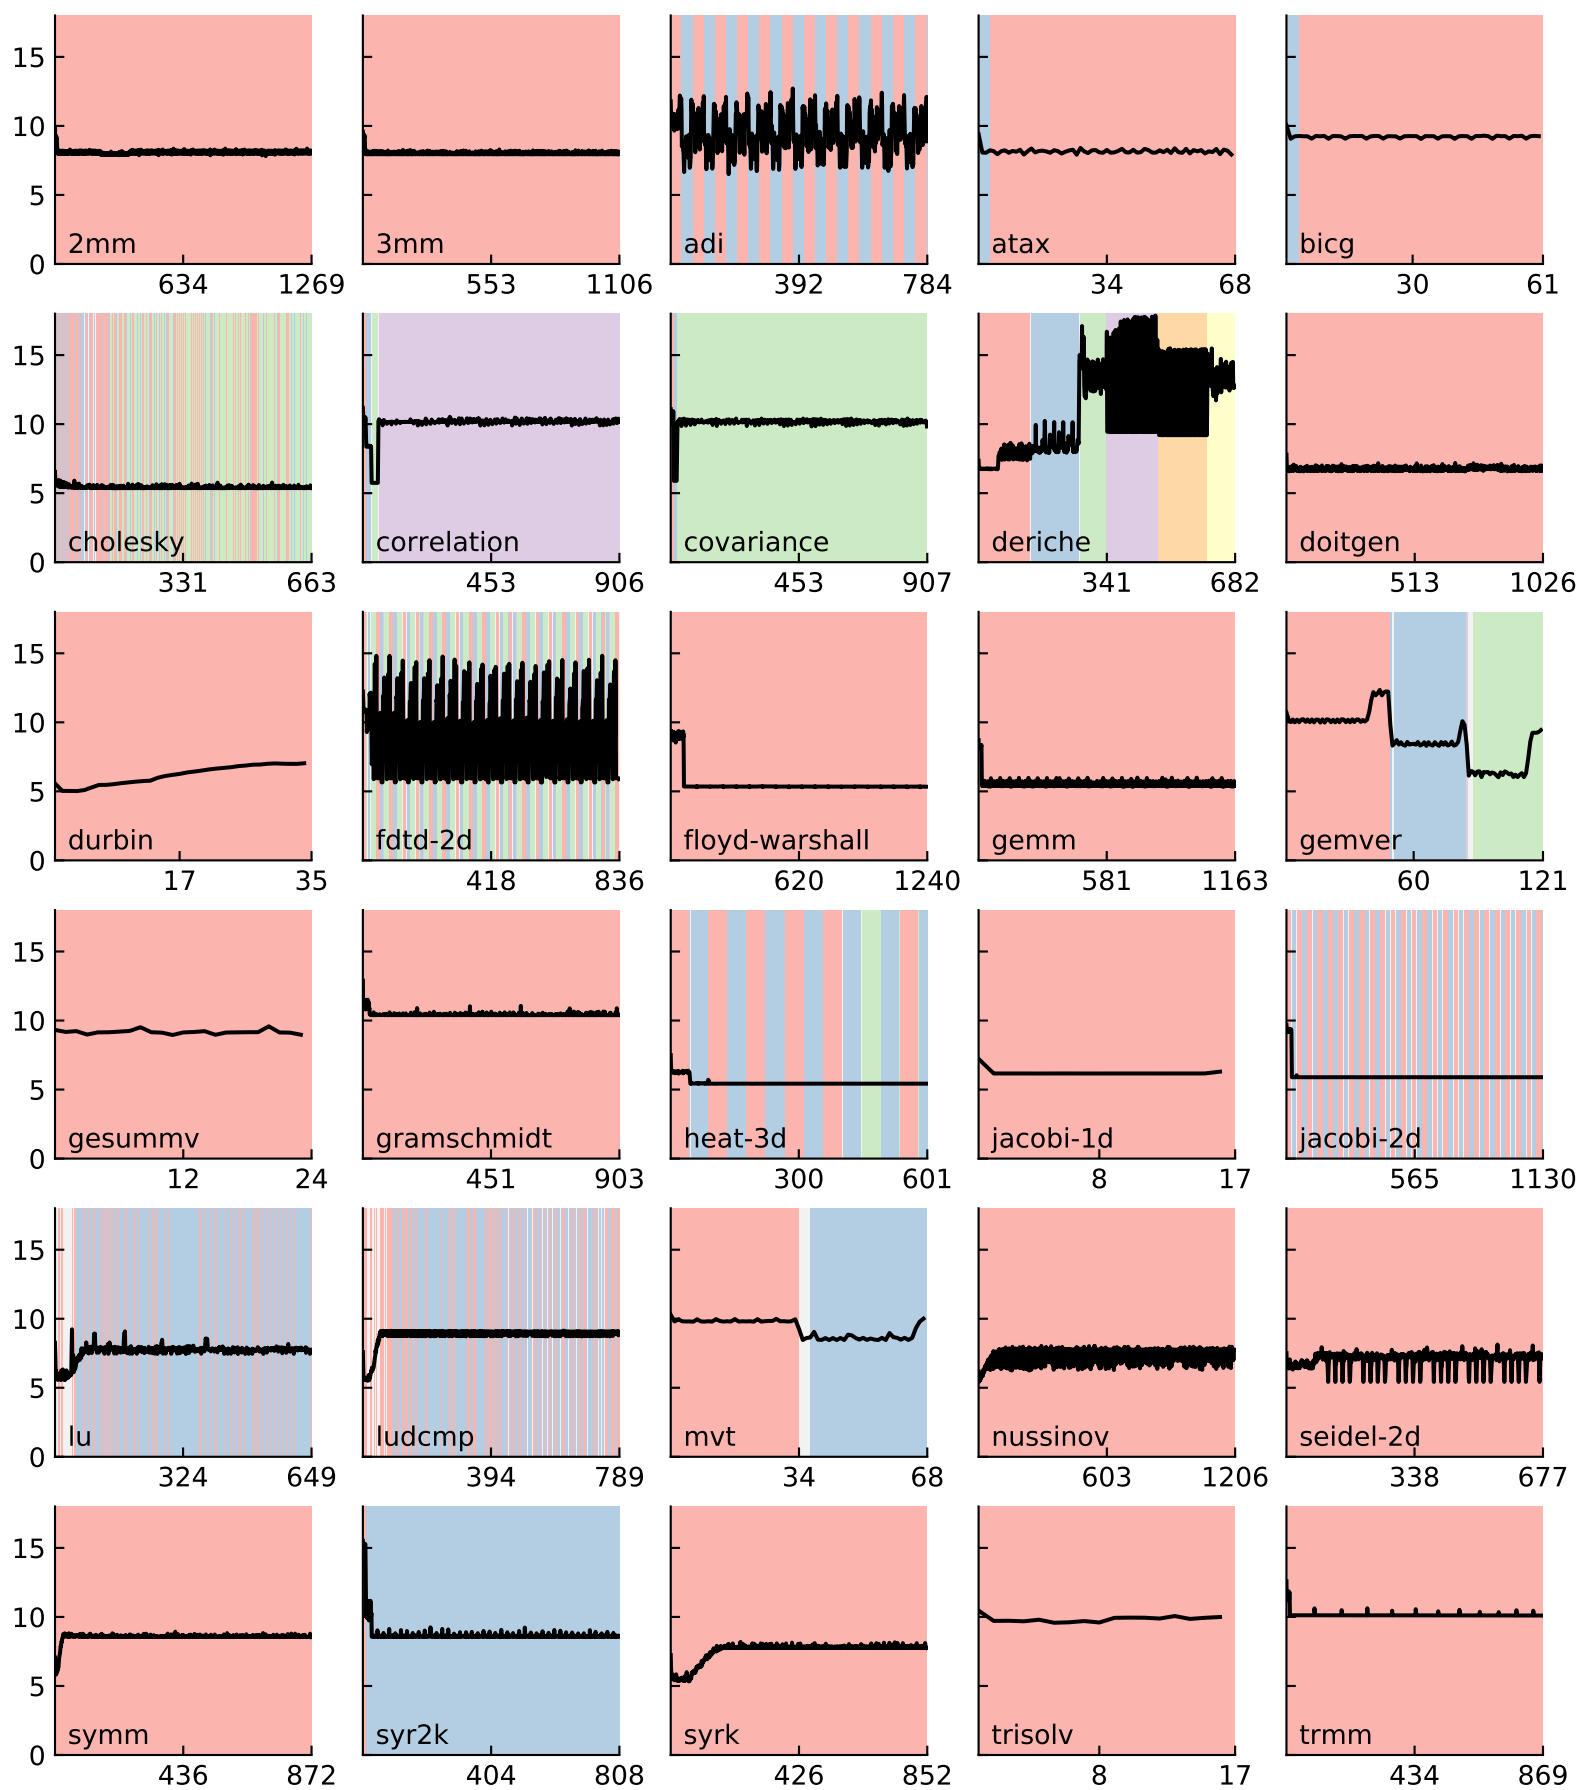 15
10
5
0
2mm
634 1269
3mm
553 1106
adi
392 784
atax
34 68
bicg
30 61
15
10
5
0
cholesky
331 663
correlation
453 906
covariance
453 907
deriche
341 682
doitgen
513 1026
15
10
5
0
durbin
17 35
fdtd-2d
418 836
floyd-warshall
620 1240
gemm
581 1163
gemver
60 121
15
10
5
0
gesummv
12 24
gramschmidt
451 903
heat-3d
300 601
jacobi-1d
8 17
jacobi-2d
565 1130
15
10
5
0
lu
324 649
ludcmp
394 789
mvt
34 68
nussinov
603 1206
seidel-2d
338 677
15
10
5
0
symm
436 872
syr2k
404 808
syrk
426 852
trisolv
8 17
trmm
434 869